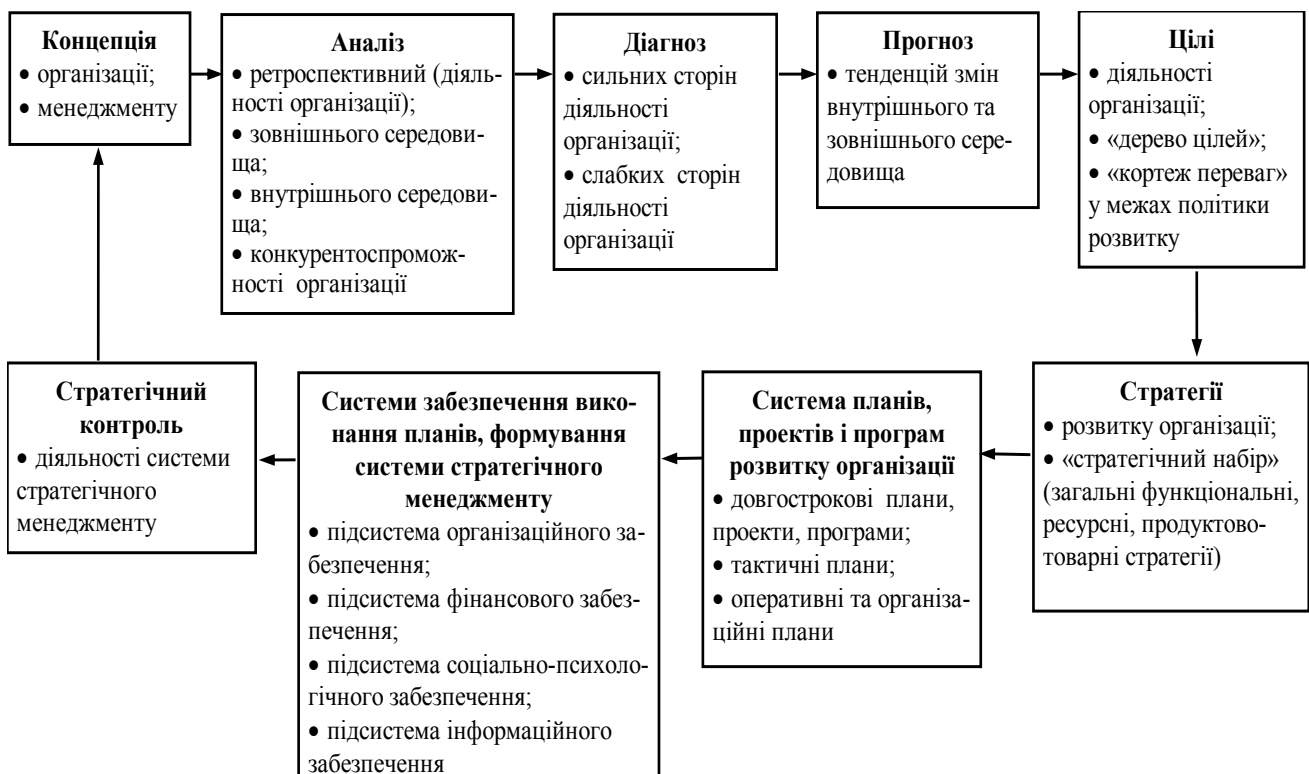 Концепція
• організації;
• менеджменту
Аналіз
• ретроспективний (діяль-
ності організації);
• зовнішнього середови-
ща;
• внутрішнього середови-
ща;
• конкурентоспромож-
ності організації
Діагноз
• сильних сторін
діяльності
організації;
• слабких сторін
діяльності
організації
Прогноз
• тенденцій змін
внутрішнього та
зовнішнього сере-
довища
Цілі
• діяльності
організації;
• «дерево цілей»;
• «кортеж переваг»
у межах політики
розвитку
Стратегії
• розвитку організації;
• «стратегічний набір»
(загальні функціональні,
ресурсні, продуктово-
товарні стратегії)
Система планів,
проектів і програм
розвитку організації
• довгострокові плани,
проекти, програми;
• тактичні плани;
• оперативні та організа-
ційні плани
Системи забезпечення вико-
нання планів, формування
системи стратегічного
менеджменту
• підсистема організаційного за-
безпечення;
• підсистема фінансового забез-
печення;
• підсистема соціально-психоло-
гічного забезпечення;
• підсистема інформаційного
забезпечення
Стратегічний
контроль
• діяльності системи
стратегічного
менеджменту